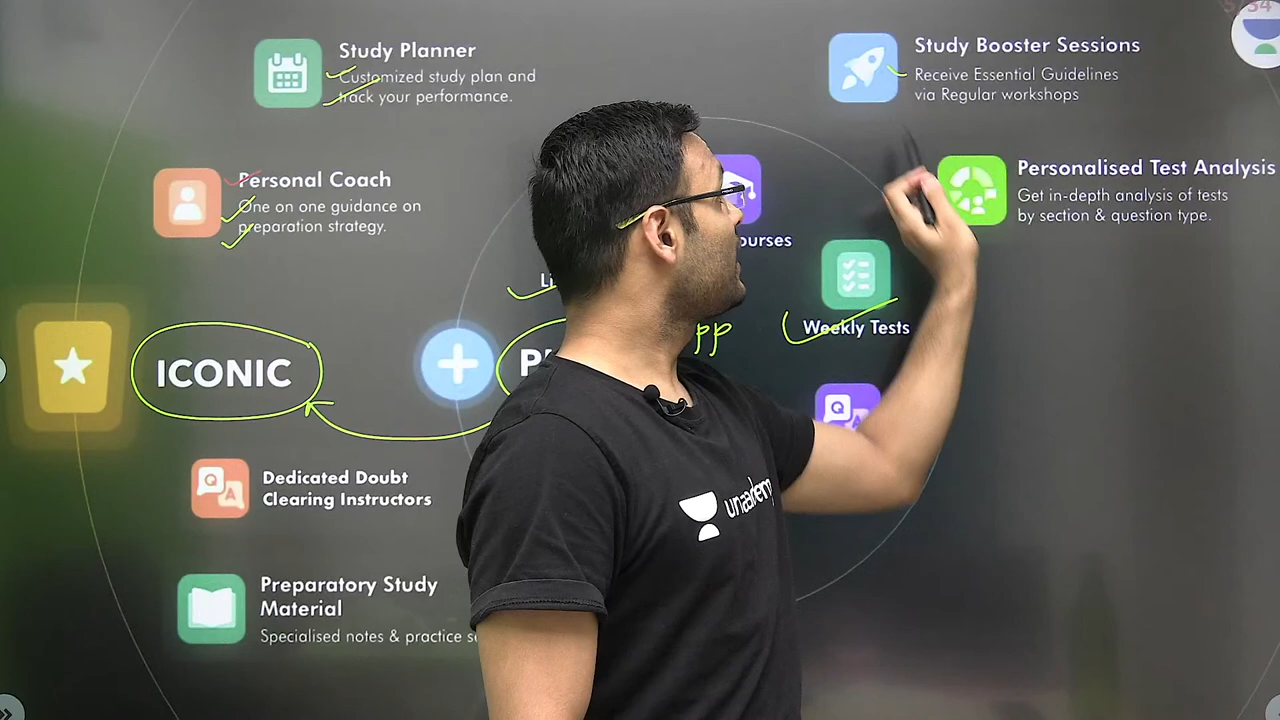 Study Planner
Customized study plan and
track your performance.
Study Booster Sessions
Receive Essential Guidelines
via Regular workshops
Personal Coach
One on one guidance on
preparation strategy.
Personalised Test Analysis
Get in-depth analysis of tests
by section & question type.
Weekly Tests
ICONIC
Dedicated Doubt
Clearing Instructors
Q
A
Q
unacademy
Preparatory Study
Material
Specialised notes & practice